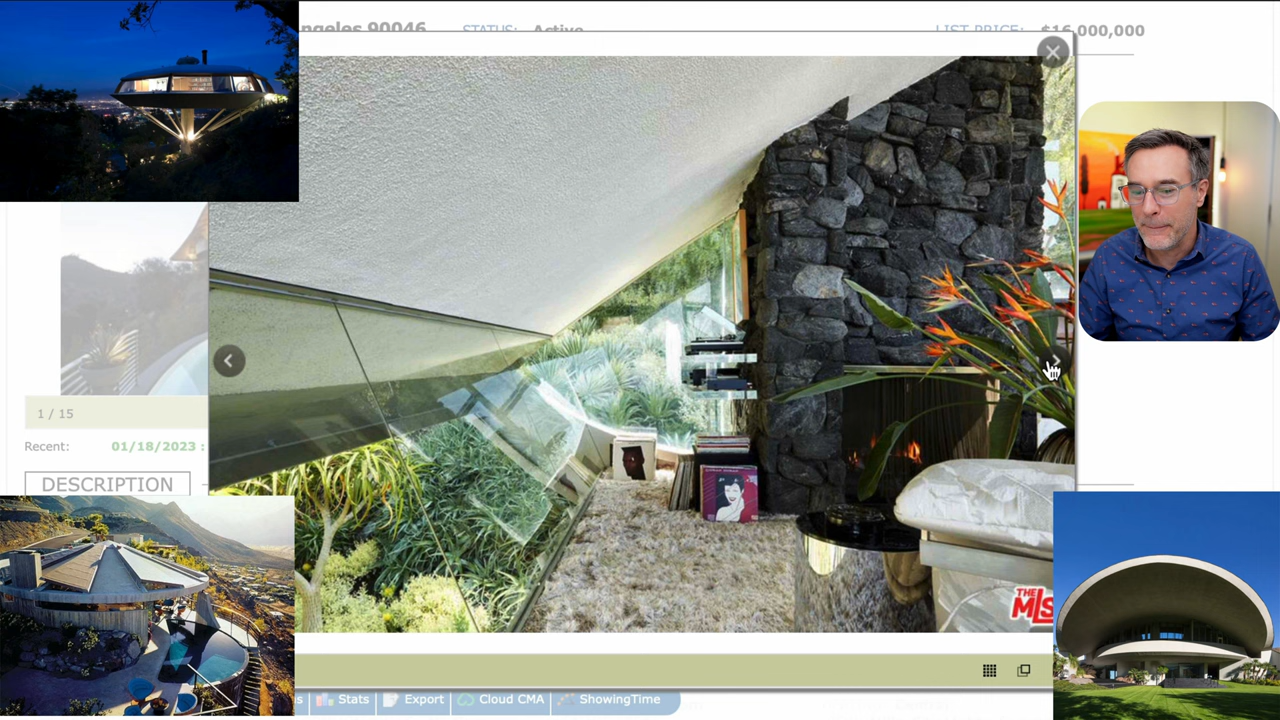 ngeles 90046 STATUS: Active LIST PRICE: $16,000,000
1 / 15
Recent: 01/18/2023 :
DESCRIPTION
THE
MLS
s Stats Export Cloud CMA ShowingTime